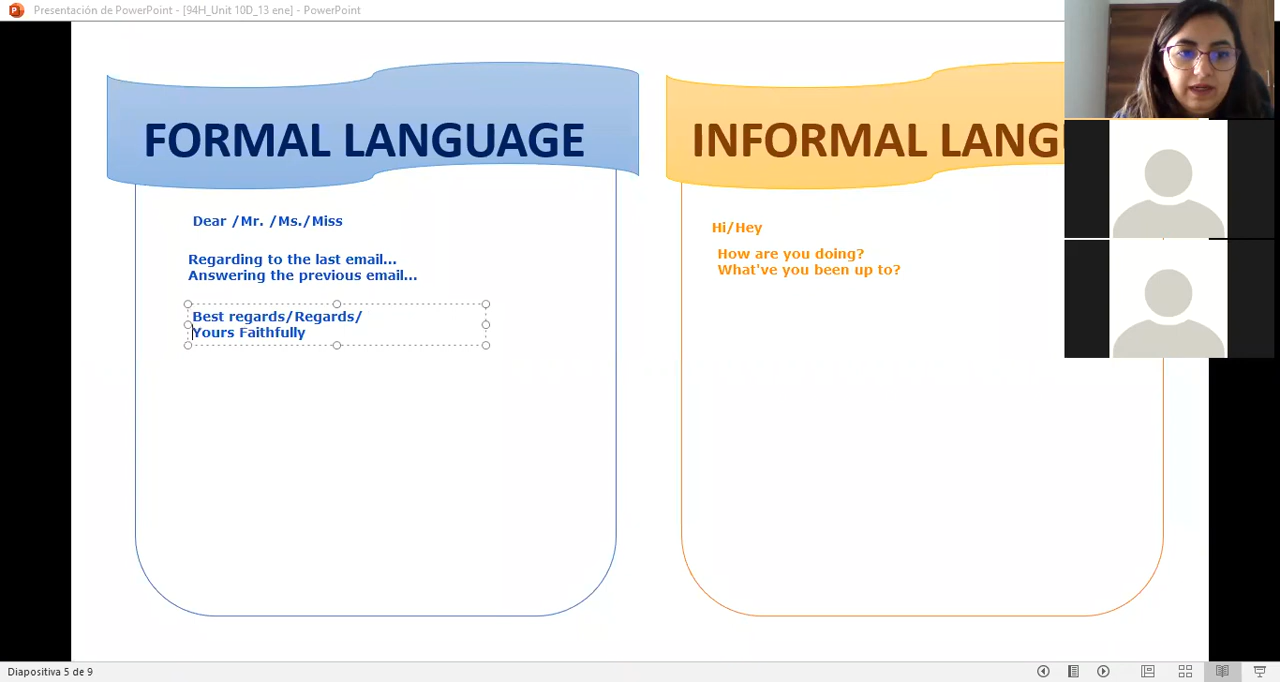 Presentación de PowerPoint - [94H_Unit 10D_13 ene] - PowerPoint
FORMAL LANGUAGE
Dear /Mr. /Ms./Miss
Regarding to the last email...
Answering the previous email...
Best regards/Regards/
Yours Faithfully
INFORMAL LANGU
Hi/Hey
How are you doing?
What've you been up to?
Diapositiva 5 de 9